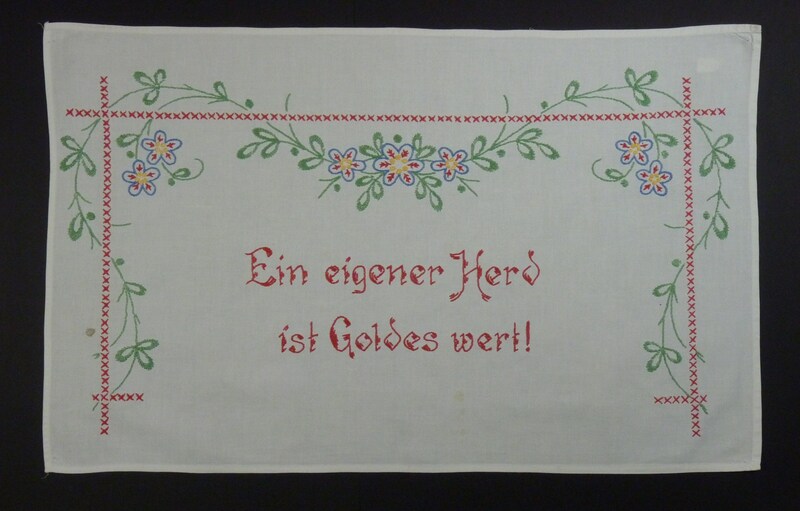 Ein eigener Herd
ist Goldes wert!